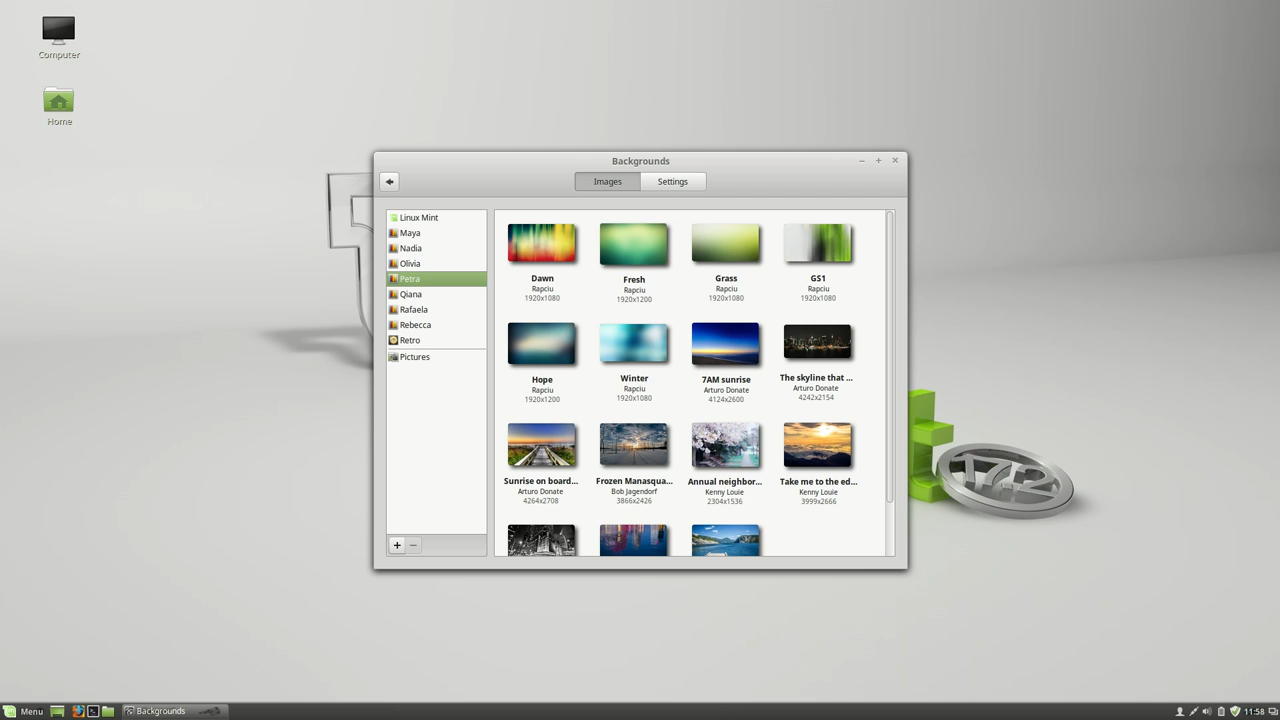 Computer
Home
Backgrounds
Images Settings
Linux Mint
Maya
Nadia
Olivia
Petra
Qiana
Rafaela
Rebecca
Retro
Pictures
Dawn Fresh Grass GS1
Rapciu Rapciu Rapciu Rapciu
1920x1080 1920x1200 1920x1080 1920x1080
Hope Winter 7AM sunrise The skyline that ...
Rapciu Rapciu Arturo Donate Arturo Donate
1920x1200 1920x1080 4124x2600 4242x2154
Sunrise on board... Frozen Manasqua... Annual neighbor... Take me to the ed...
Arturo Donate Bob Jagendorf Kenny Louie Kenny Louie
4264x2708 3866x2426 2304x1536 3999x2666
17.2
Menu Backgrounds 11:58